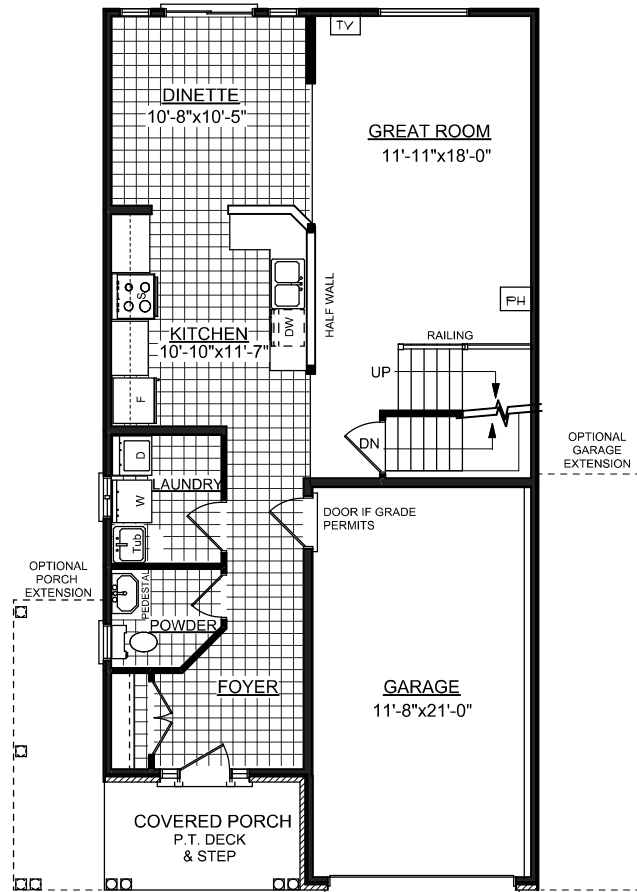 TV
DINETTE
10'-8"x10'-5"
GREAT ROOM
11'-11"x18'-0"
PH
S
KITCHEN
10'-10"x11'-7"
DW
HALF WALL
F
RAILING
UP
DN
OPTIONAL
GARAGE
EXTENSION
D
LAUNDRY
W
Tub
DOOR IF GRADE
PERMITS
OPTIONAL
PORCH
EXTENSION
PEDESTAL
POWDER
FOYER
GARAGE
11'-8"x21'-0"
COVERED PORCH
P.T. DECK
& STEP